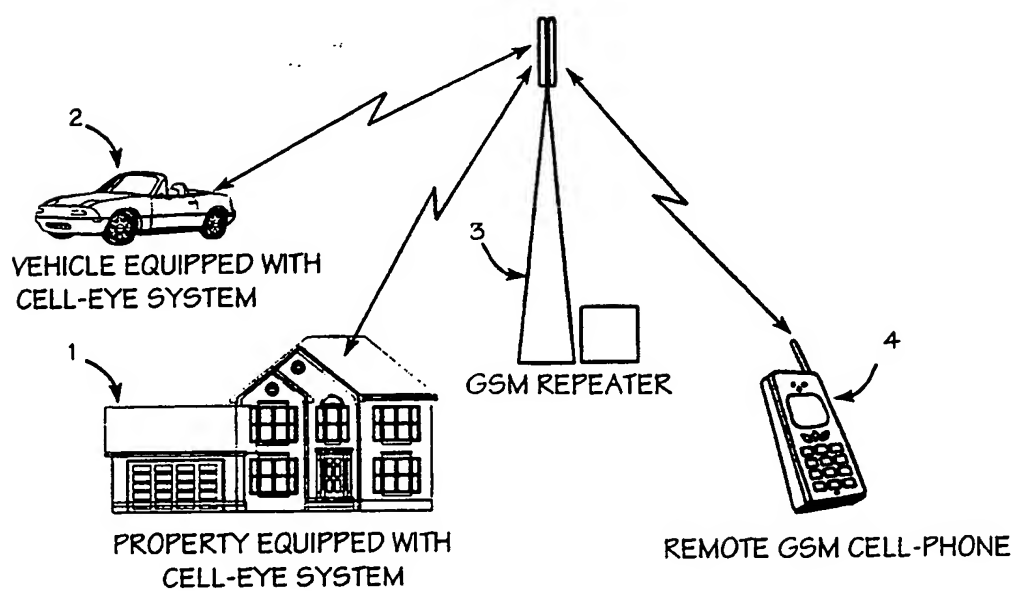 2
VEHICLE EQUIPPED WITH
CELL-EYE SYSTEM
3
GSM REPEATER
1
4
PROPERTY EQUIPPED WITH
CELL-EYE SYSTEM
REMOTE GSM CELL-PHONE